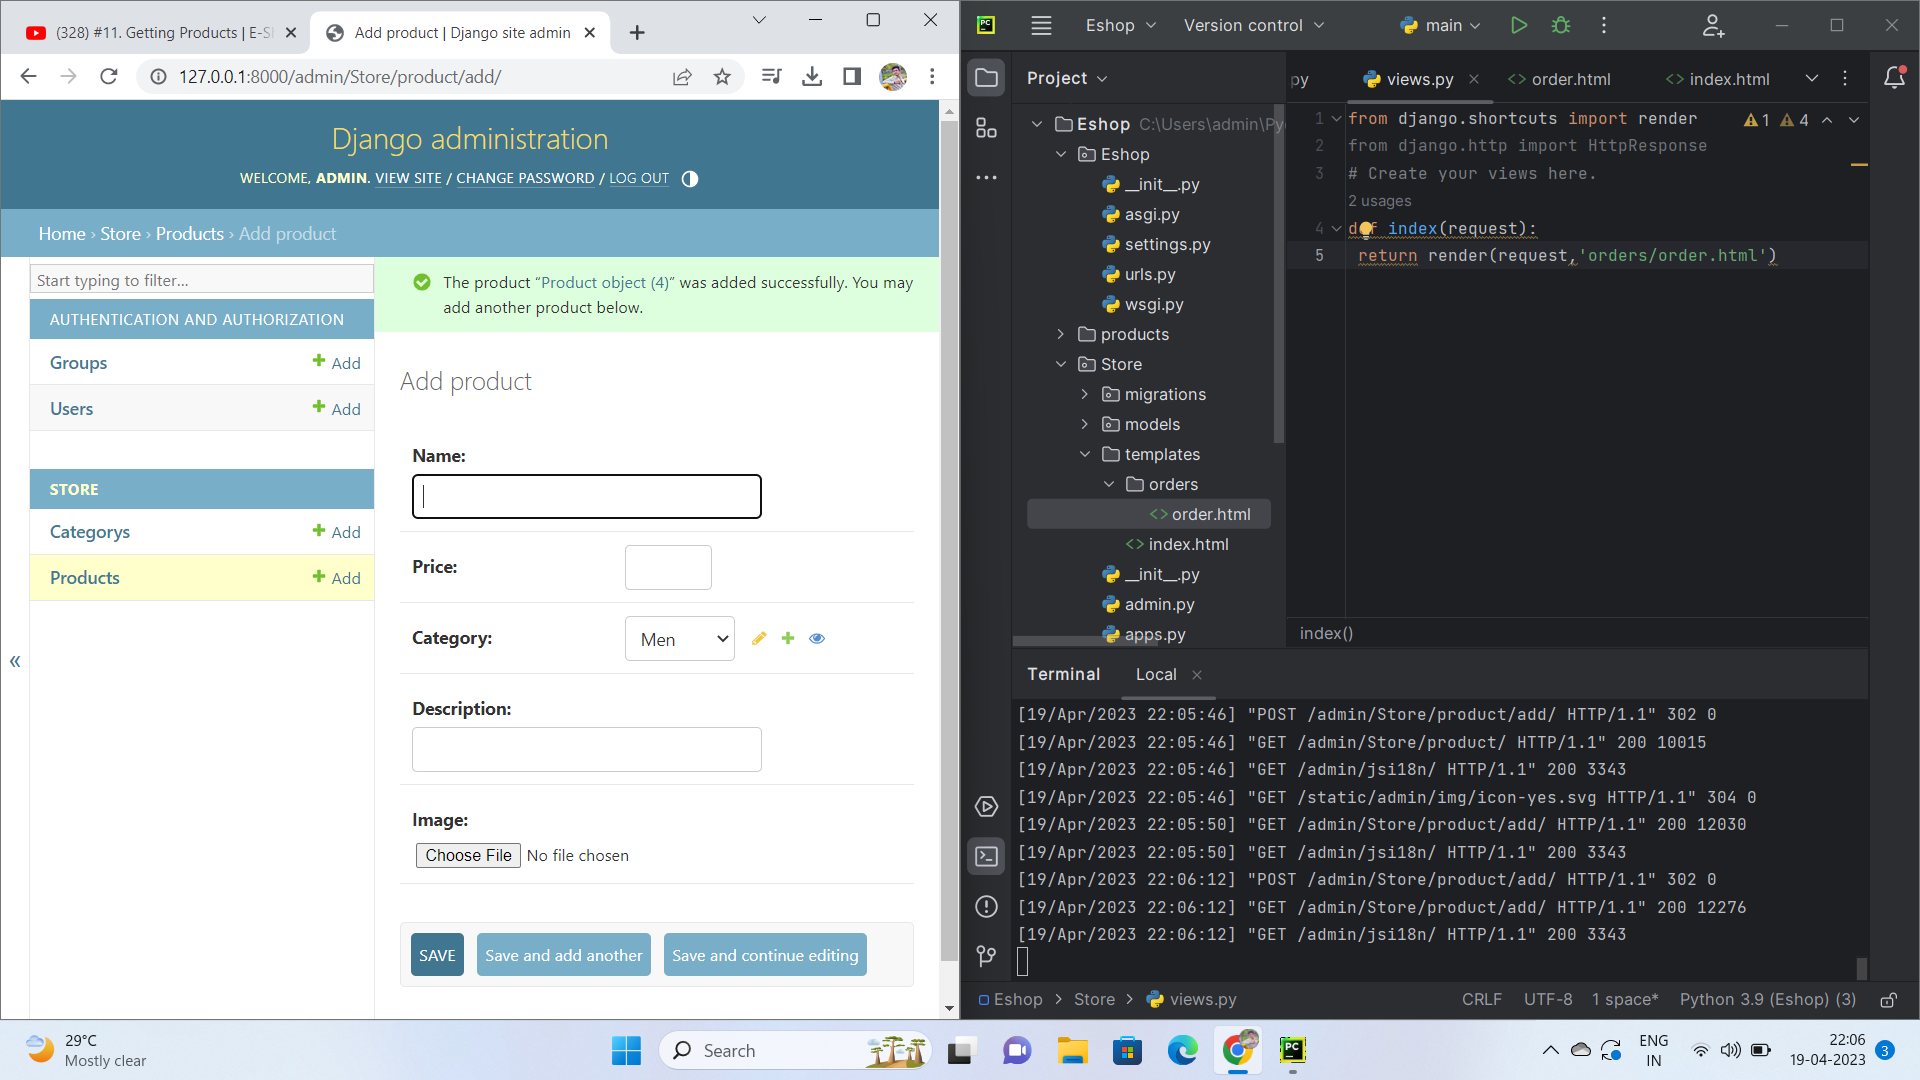 (328) #11. Getting Products | E-S
Add product | Django site admin
127.0.0.1:8000/admin/Store/product/add/
Django administration
WELCOME, ADMIN. VIEW SITE / CHANGE PASSWORD / LOG OUT
Home › Store › Products › Add product
Start typing to filter...
AUTHENTICATION AND AUTHORIZATION
Groups Add
Users Add
STORE
Categorys Add
Products Add
«
The product “Product object (4)” was added successfully. You may
add another product below.
Add product
Name:
Price:
Category: Men
Description:
Image:
Choose File No file chosen
SAVE Save and add another Save and continue editing
PC Eshop Version control main
Project
py views.py order.html index.html
Eshop C:\Users\admin\Py
Eshop
__init__.py
asgi.py
settings.py
urls.py
wsgi.py
products
Store
migrations
models
templates
orders
order.html
index.html
__init__.py
admin.py
apps.py
1 from django.shortcuts import render 1 4
2 from django.http import HttpResponse
3 # Create your views here.
2 usages
4 def index(request):
5 return render(request,'orders/order.html')
index()
Terminal Local
[19/Apr/2023 22:05:46] "POST /admin/Store/product/add/ HTTP/1.1" 302 0
[19/Apr/2023 22:05:46] "GET /admin/Store/product/ HTTP/1.1" 200 10015
[19/Apr/2023 22:05:46] "GET /admin/jsi18n/ HTTP/1.1" 200 3343
[19/Apr/2023 22:05:46] "GET /static/admin/img/icon-yes.svg HTTP/1.1" 304 0
[19/Apr/2023 22:05:50] "GET /admin/Store/product/add/ HTTP/1.1" 200 12030
[19/Apr/2023 22:05:50] "GET /admin/jsi18n/ HTTP/1.1" 200 3343
[19/Apr/2023 22:06:12] "POST /admin/Store/product/add/ HTTP/1.1" 302 0
[19/Apr/2023 22:06:12] "GET /admin/Store/product/add/ HTTP/1.1" 200 12276
[19/Apr/2023 22:06:12] "GET /admin/jsi18n/ HTTP/1.1" 200 3343
Eshop > Store > views.py CRLF UTF-8 1 space* Python 3.9 (Eshop) (3)
29°C
Mostly clear
Search
PC
ENG
IN
22:06
19-04-2023
3